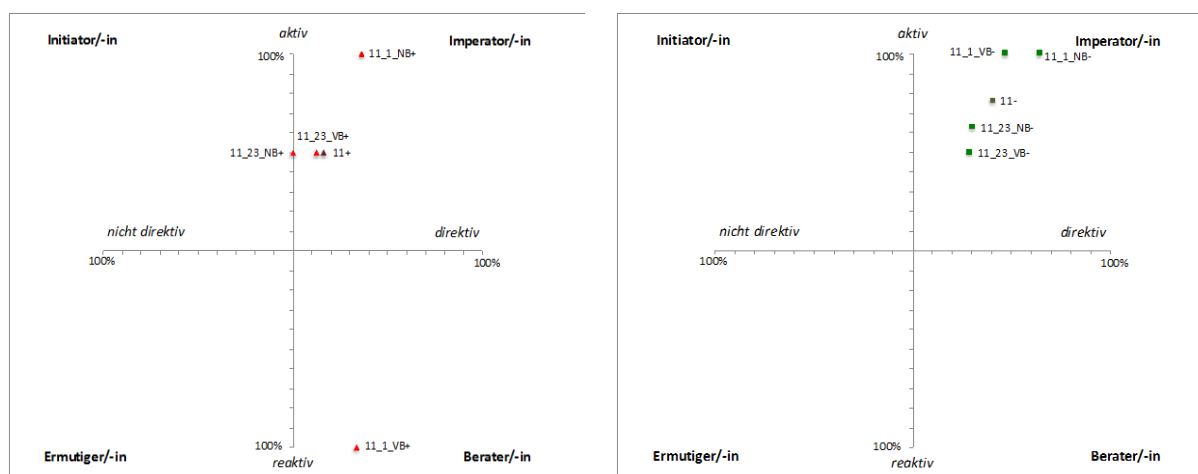 aktiv
Initiator/-in
Imperator/-in
100%
11_1_NB+
11_23_VB+
11_23_NB+
11+
nicht direktiv
direktiv
100%
100%
11_1_VB+
100%
Ermutiger/-in
Berater/-in
reaktiv
aktiv
Initiator/-in
Imperator/-in
100%
11_1_VB-
11_1_NB-
11-
11_23_NB-
11_23_VB-
nicht direktiv
direktiv
100%
100%
100%
Ermutiger/-in
Berater/-in
reaktiv